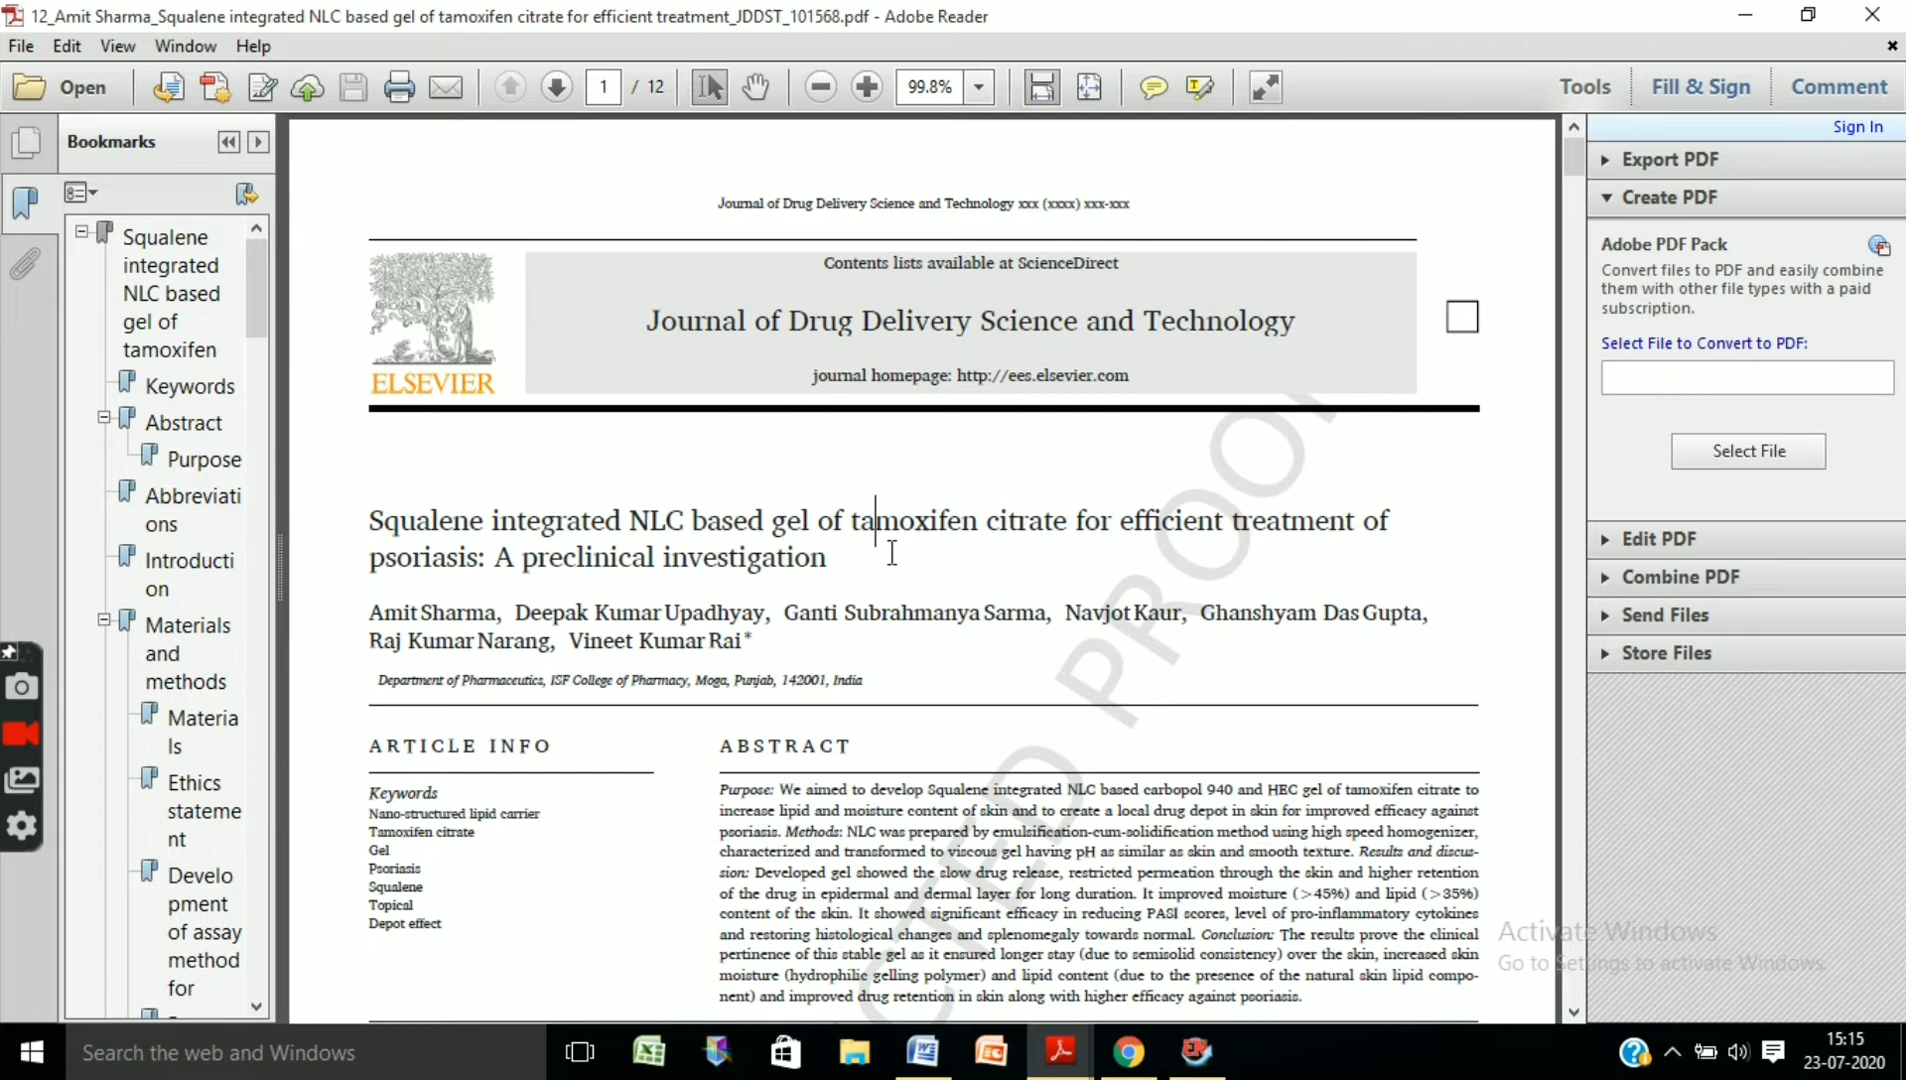 12_Amit Sharma_Squalene integrated NLC based gel of tamoxifen citrate for efficient treatment_JDDST_101568.pdf - Adobe Reader
File Edit View Window Help
Open
1 / 12
99.8%
Tools Fill & Sign Comment
Bookmarks
Squalene
integrated
NLC based
gel of
tamoxifen
Keywords
Abstract
Purpose
Abbreviati
ons
Introducti
on
Materials
and
methods
Materia
ls
Ethics
stateme
nt
Develo
pment
of assay
method
for
Journal of Drug Delivery Science and Technology xxx (xxxx) xxx-xxx
Contents lists available at ScienceDirect
Journal of Drug Delivery Science and Technology
journal homepage: http://ees.elsevier.com
ELSEVIER
Squalene integrated NLC based gel of tamoxifen citrate for efficient treatment of
psoriasis: A preclinical investigation
Amit Sharma, Deepak Kumar Upadhyay, Ganti Subrahmanya Sarma, Navjot Kaur, Ghanshyam Das Gupta,
Raj Kumar Narang, Vineet Kumar Rai*
Department of Pharmaceutics, ISF College of Pharmacy, Moga, Punjab, 142001, India
ARTICLE INFO
Keywords
Nano-structured lipid carrier
Tamoxifen citrate
Gel
Psoriasis
Squalene
Topical
Depot effect
ABSTRACT
Purpose: We aimed to develop Squalene integrated NLC based carbopol 940 and HEC gel of tamoxifen citrate to
increase lipid and moisture content of skin and to create a local drug depot in skin for improved efficacy against
psoriasis. Methods: NLC was prepared by emulsification-cum-solidification method using high speed homogenizer,
characterized and transformed to viscous gel having pH as similar as skin and smooth texture. Results and discus-
sion: Developed gel showed the slow drug release, restricted permeation through the skin and higher retention
of the drug in epidermal and dermal layer for long duration. It improved moisture (>45%) and lipid (>35%)
content of the skin. It showed significant efficacy in reducing PASI scores, level of pro-inflammatory cytokines
and restoring histological changes and splenomegaly towards normal. Conclusion: The results prove the clinical
pertinence of this stable gel as it ensured longer stay (due to semisolid consistency) over the skin, increased skin
moisture (hydrophilic gelling polymer) and lipid content (due to the presence of the natural skin lipid compo-
nent) and improved drug retention in skin along with higher efficacy against psoriasis.
CTED PROOF
Sign In
Export PDF
Create PDF
Adobe PDF Pack
Convert files to PDF and easily combine
them with other file types with a paid
subscription.
Select File to Convert to PDF:
Select File
Edit PDF
Combine PDF
Send Files
Store Files
Activate Windows
Go to Settings to activate Windows.
Search the web and Windows
15:15
23-07-2020